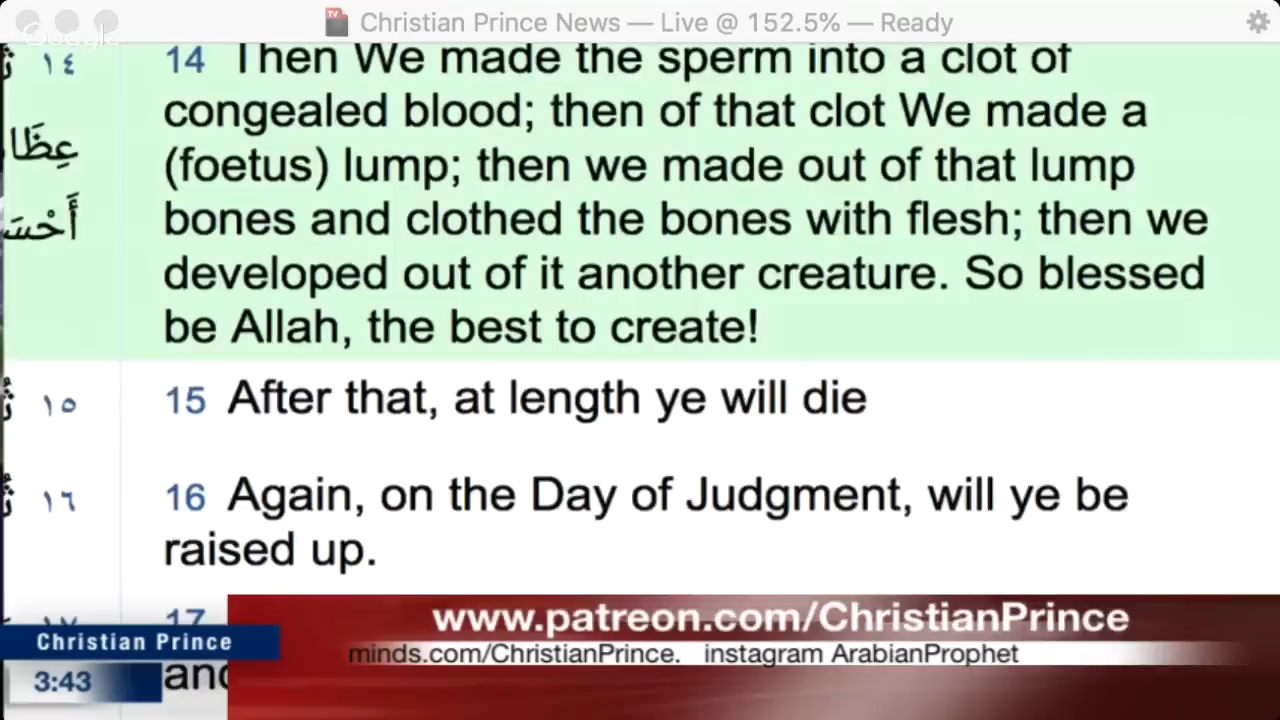 Google
Christian Prince News — Live @ 152.5% — Ready
١٤
14 Then We made the sperm into a clot of
congealed blood; then of that clot We made a
عِظَا
(foetus) lump; then we made out of that lump
أَحْسَ
bones and clothed the bones with flesh; then we
developed out of it another creature. So blessed
be Allah, the best to create!
١٥
15 After that, at length ye will die
١٦
16 Again, on the Day of Judgment, will ye be
raised up.
17
www.patreon.com/ChristianPrince
Christian Prince
minds.com/ChristianPrince. instagram ArabianProphet
3:43